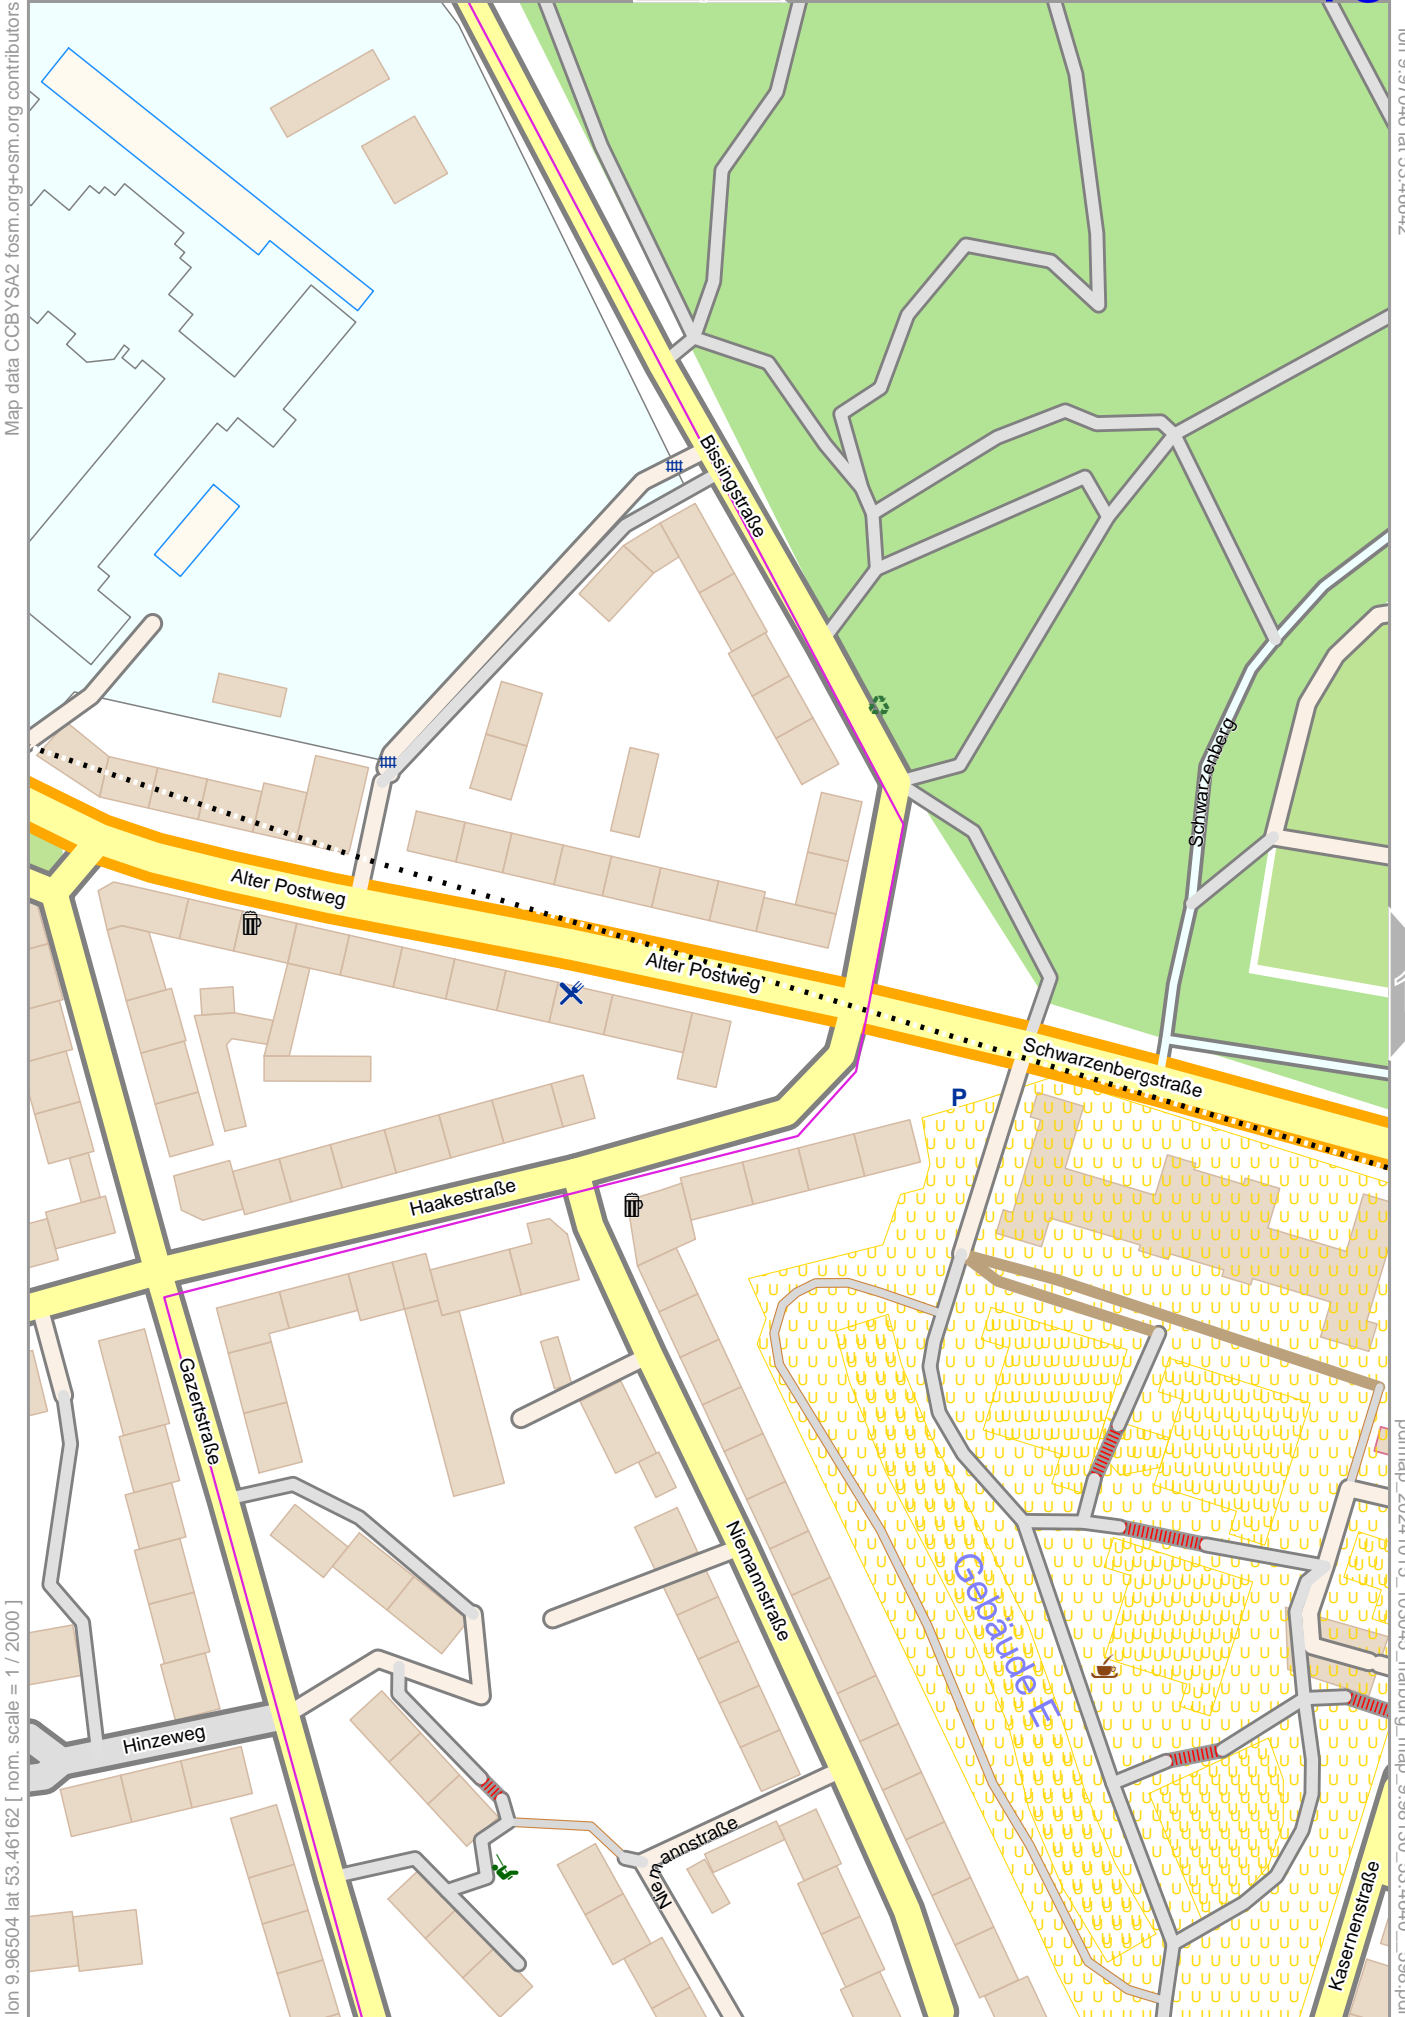 Map data CCBYSA2 fosm.org+osm.org contributors
Bissingstraße
Schwarzenberg
Alter Postweg
Alter Postweg
Schwarzenbergstraße
P
Haakestraße
Gazertstraße
Niemannstraße
Gebäude E
Hinzeweg
Niemannstraße
Kasernenstraße
lon 9.96504 lat 53.46162 [ nom. scale = 1 / 2000 ]